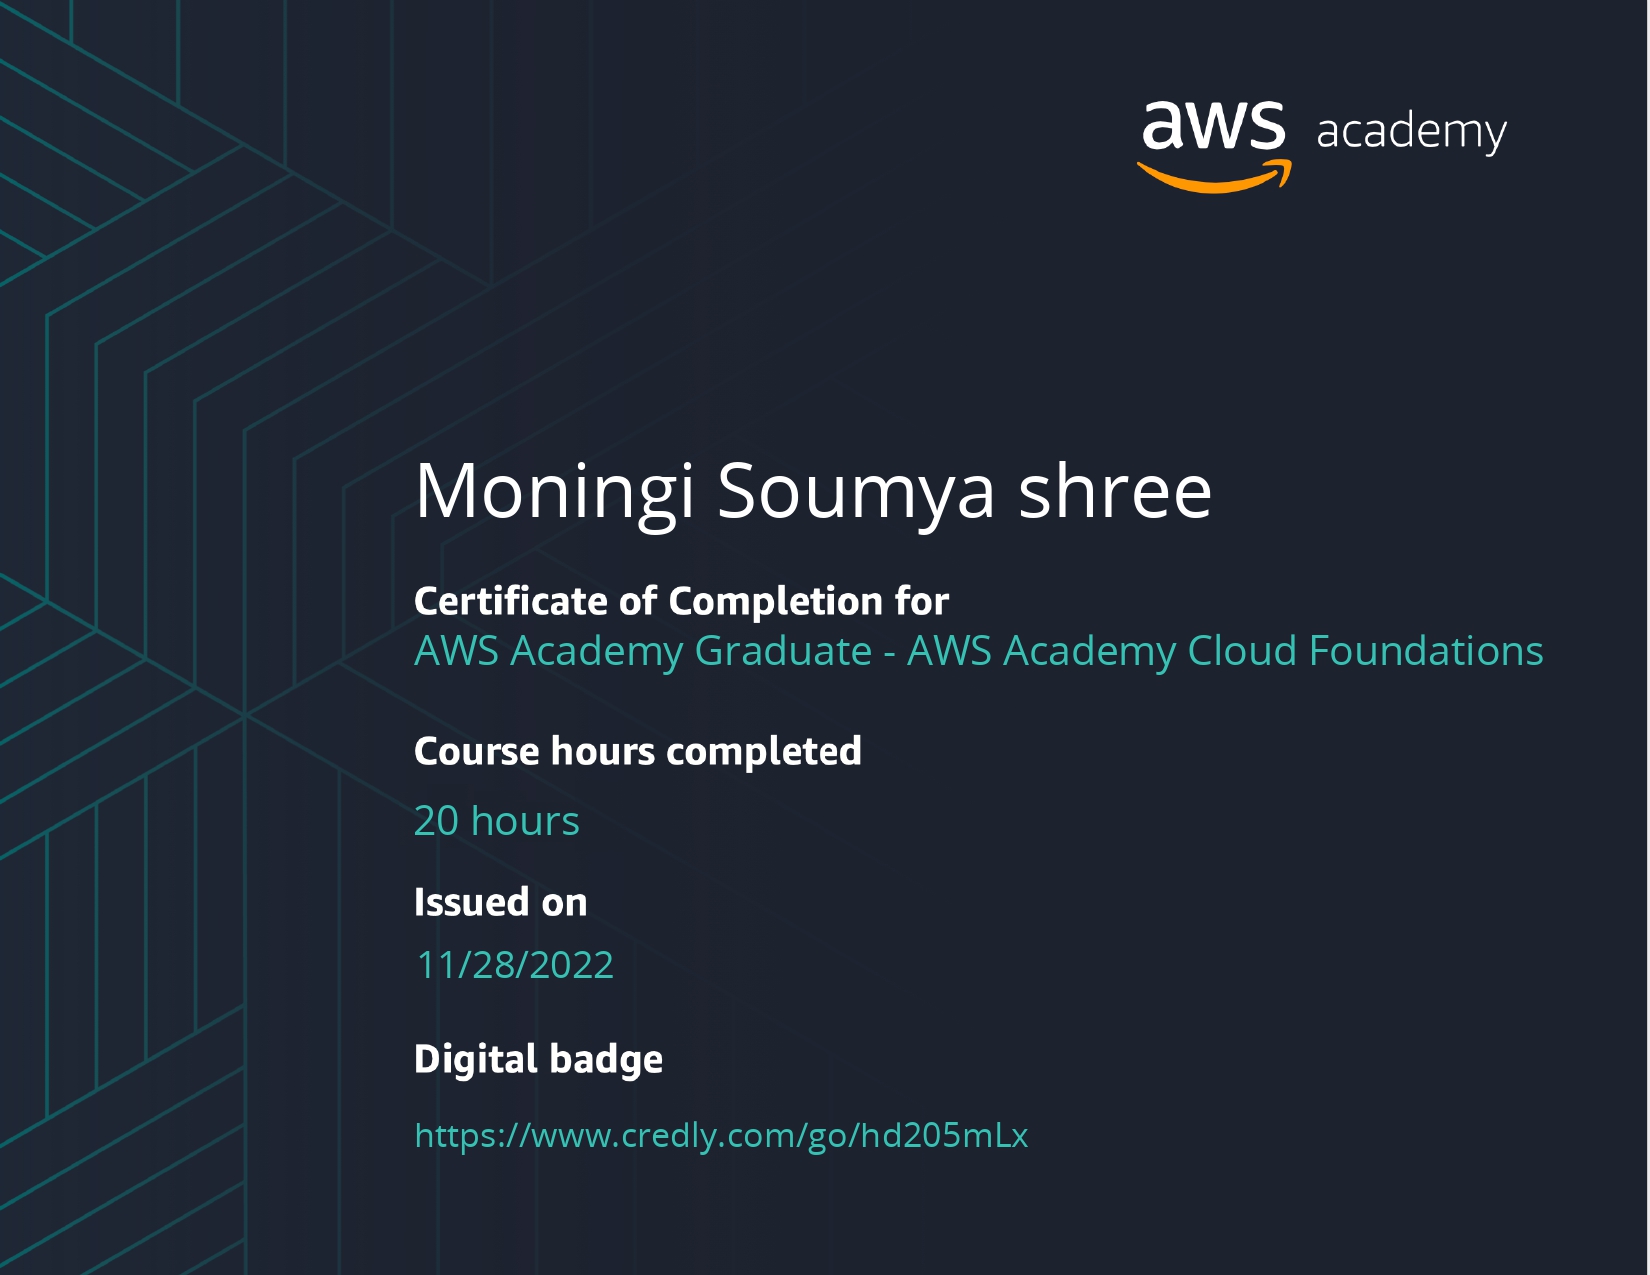 aws academy
Moningi Soumya shree
Certificate of Completion for
AWS Academy Graduate - AWS Academy Cloud Foundations
Course hours completed
20 hours
Issued on
11/28/2022
Digital badge
https://www.credly.com/go/hd205mLx